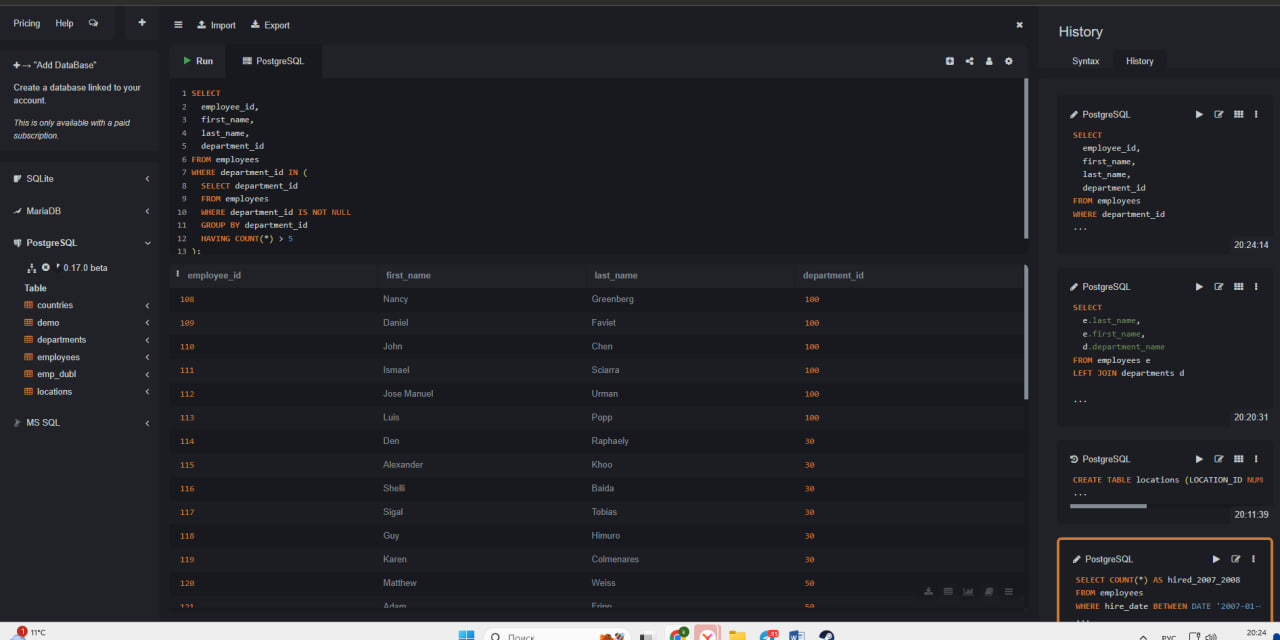 Pricing Help
Import Export
"Add DataBase"
Create a database linked to your
account.
This is only available with a paid
subscription.
SQLite
MariaDB
PostgreSQL
0.17.0 beta
Table
countries
demo
departments
employees
emp_dubl
locations
MS SQL
Run PostgreSQL
1 SELECT
2 employee_id,
3 first_name,
4 last_name,
5 department_id
6 FROM employees
7 WHERE department_id IN (
8 SELECT department_id
9 FROM employees
10 WHERE department_id IS NOT NULL
11 GROUP BY department_id
12 HAVING COUNT(*) > 5
13 );
employee_id first_name last_name department_id
108 Nancy Greenberg 100
109 Daniel Faviet 100
110 John Chen 100
111 Ismael Sciarra 100
112 Jose Manuel Urman 100
113 Luis Popp 100
114 Den Raphaely 30
115 Alexander Khoo 30
116 Shelli Baida 30
117 Sigal Tobias 30
118 Guy Himuro 30
119 Karen Colmenares 30
120 Matthew Weiss 50
121 Adam Fripp 50
History
Syntax History
PostgreSQL
SELECT
employee_id,
first_name,
last_name,
department_id
FROM employees
WHERE department_id
...
20:24:14
PostgreSQL
SELECT
e.last_name,
e.first_name,
d.department_name
FROM employees e
LEFT JOIN departments d
...
20:20:31
PostgreSQL
CREATE TABLE locations (LOCATION_ID NUM
...
20:11:39
PostgreSQL
SELECT COUNT(*) AS hired_2007_2008
FROM employees
WHERE hire_date BETWEEN DATE '2007-01-
...
1 11°C
Поиск
РУС
20:24